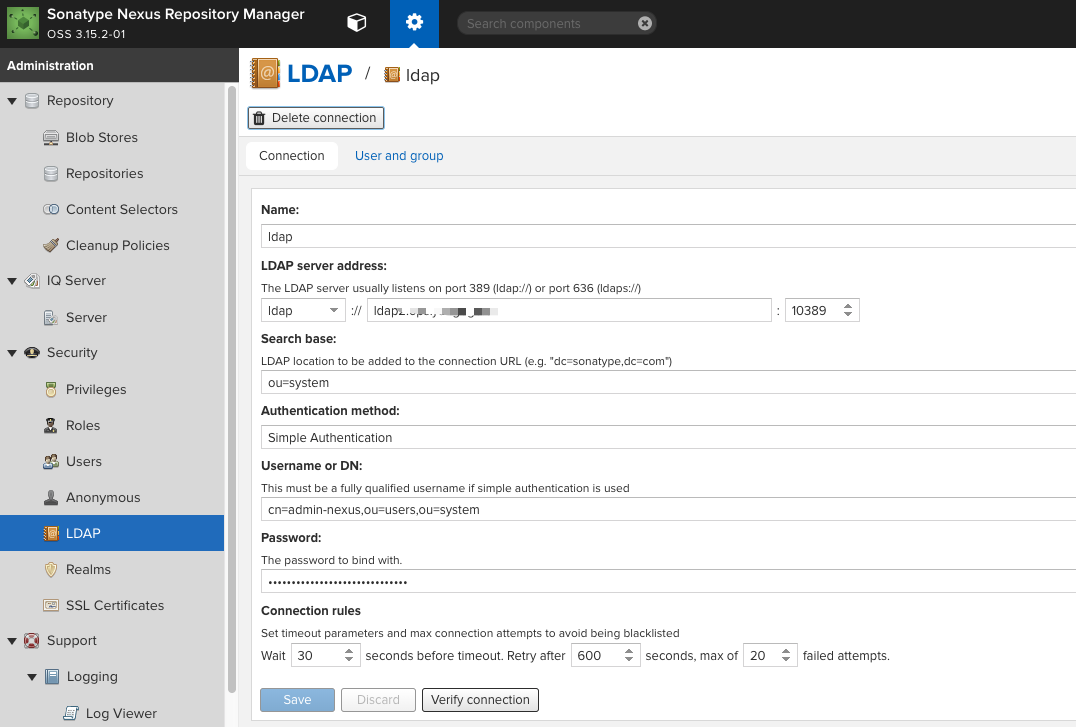 Sonatype Nexus Repository Manager
OSS 3.15.2-01
Search components
Administration
Repository
Blob Stores
Repositories
Content Selectors
Cleanup Policies
IQ Server
Server
Security
Privileges
Roles
Users
Anonymous
LDAP
Realms
SSL Certificates
Support
Logging
Log Viewer
LDAP / ldap
Delete connection
Connection User and group
Name:
ldap
LDAP server address:
The LDAP server usually listens on port 389 (ldap://) or port 636 (ldaps://)
ldap :// : 10389
Search base:
LDAP location to be added to the connection URL (e.g. "dc=sonatype,dc=com")
ou=system
Authentication method:
Simple Authentication
Username or DN:
This must be a fully qualified username if simple authentication is used
cn=admin-nexus,ou=users,ou=system
Password:
The password to bind with.
Connection rules
Set timeout parameters and max connection attempts to avoid being blacklisted
Wait 30 seconds before timeout. Retry after 600 seconds, max of 20 failed attempts.
Save Discard Verify connection